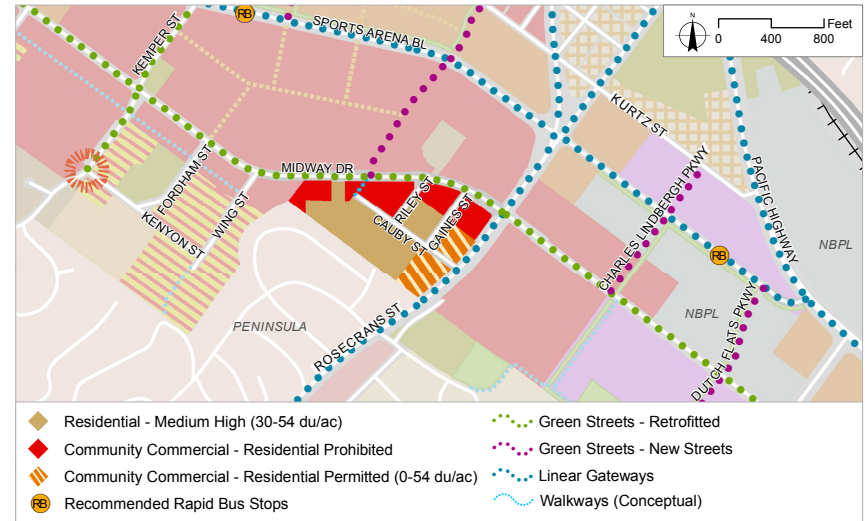 KEMPER ST
RB
SPORTS ARENA BL
N
Feet
0 400 800
KURTZ ST
PACIFIC HIGHWAY
MIDWAY DR
FORDHAM ST
WING ST
KENYON ST
RILEY ST
CAUBY ST
GAINES ST
CHARLES LINDBERGH PKWY
RB
NBPL
NBPL
DUTCH FLATS PKWY
PENINSULA
ROSECRANS ST
Residential - Medium High (30-54 du/ac)
Community Commercial - Residential Prohibited
Community Commercial - Residential Permitted (0-54 du/ac)
RB Recommended Rapid Bus Stops
Green Streets - Retrofitted
Green Streets - New Streets
Linear Gateways
Walkways (Conceptual)